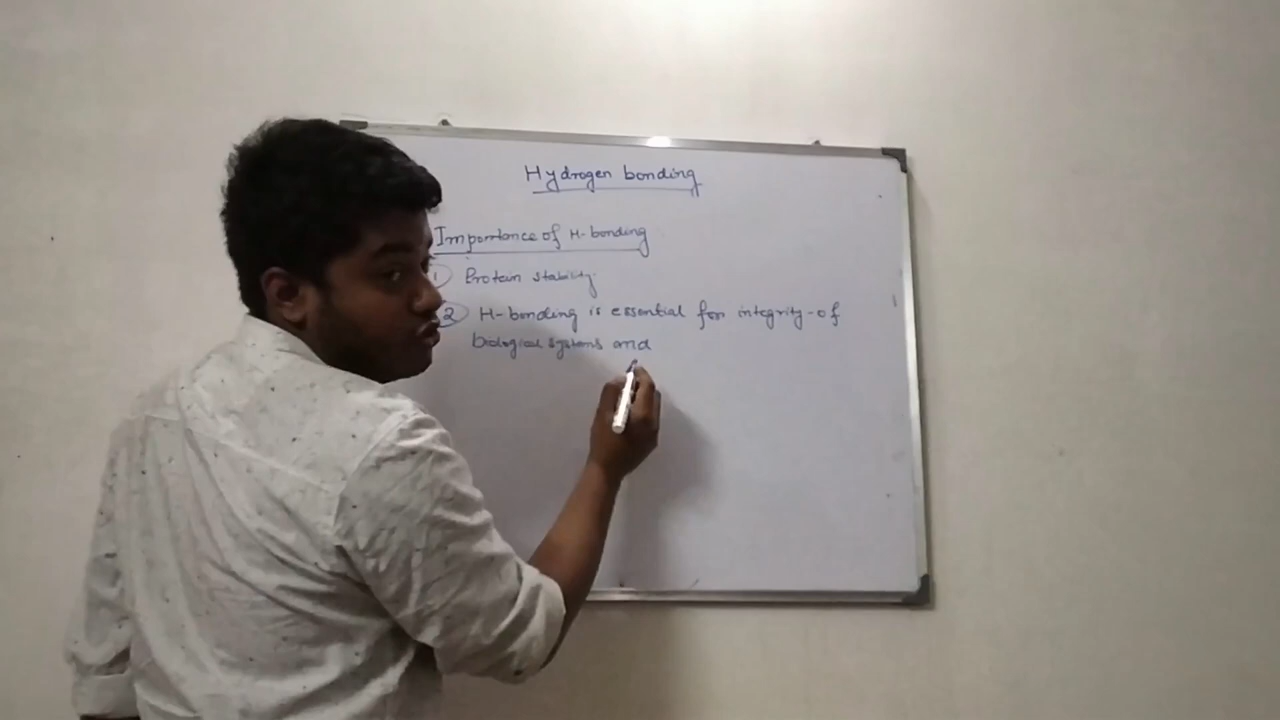 Hydrogen bonding
Importance of H-bonding
1 Protein stability.
2 H-bonding is essential for integrity-of
biological systems and